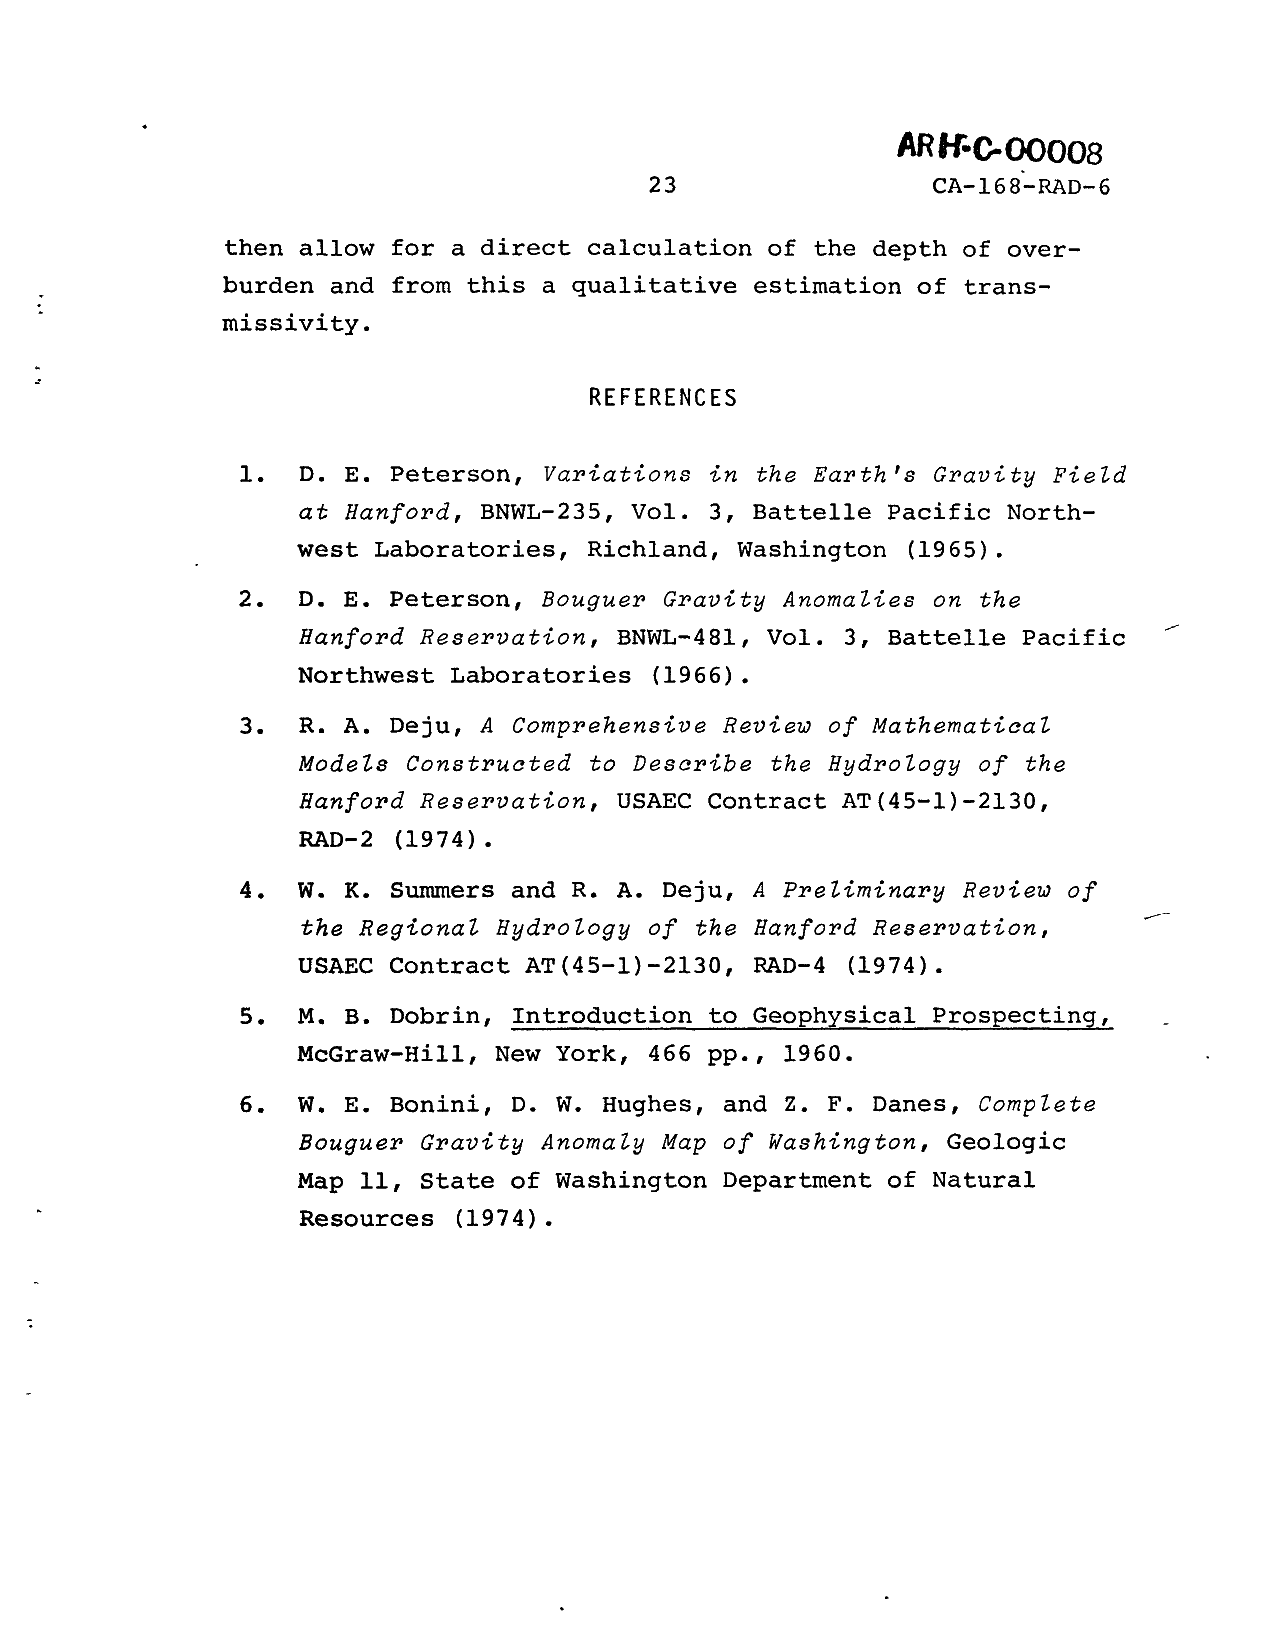 ARH-C-00008
23 CA-168-RAD-6
then allow for a direct calculation of the depth of over-
burden and from this a qualitative estimation of trans-
missivity.
REFERENCES
1. D. E. Peterson, Variations in the Earth's Gravity Field
at Hanford, BNWL-235, Vol. 3, Battelle Pacific North-
west Laboratories, Richland, Washington (1965).
2. D. E. Peterson, Bouguer Gravity Anomalies on the
Hanford Reservation, BNWL-481, Vol. 3, Battelle Pacific
Northwest Laboratories (1966).
3. R. A. Deju, A Comprehensive Review of Mathematical
Models Constructed to Describe the Hydrology of the
Hanford Reservation, USAEC Contract AT(45-1)-2130,
RAD-2 (1974).
4. W. K. Summers and R. A. Deju, A Preliminary Review of
the Regional Hydrology of the Hanford Reservation,
USAEC Contract AT(45-1)-2130, RAD-4 (1974).
5. M. B. Dobrin, Introduction to Geophysical Prospecting,
McGraw-Hill, New York, 466 pp., 1960.
6. W. E. Bonini, D. W. Hughes, and Z. F. Danes, Complete
Bouguer Gravity Anomaly Map of Washington, Geologic
Map 11, State of Washington Department of Natural
Resources (1974).